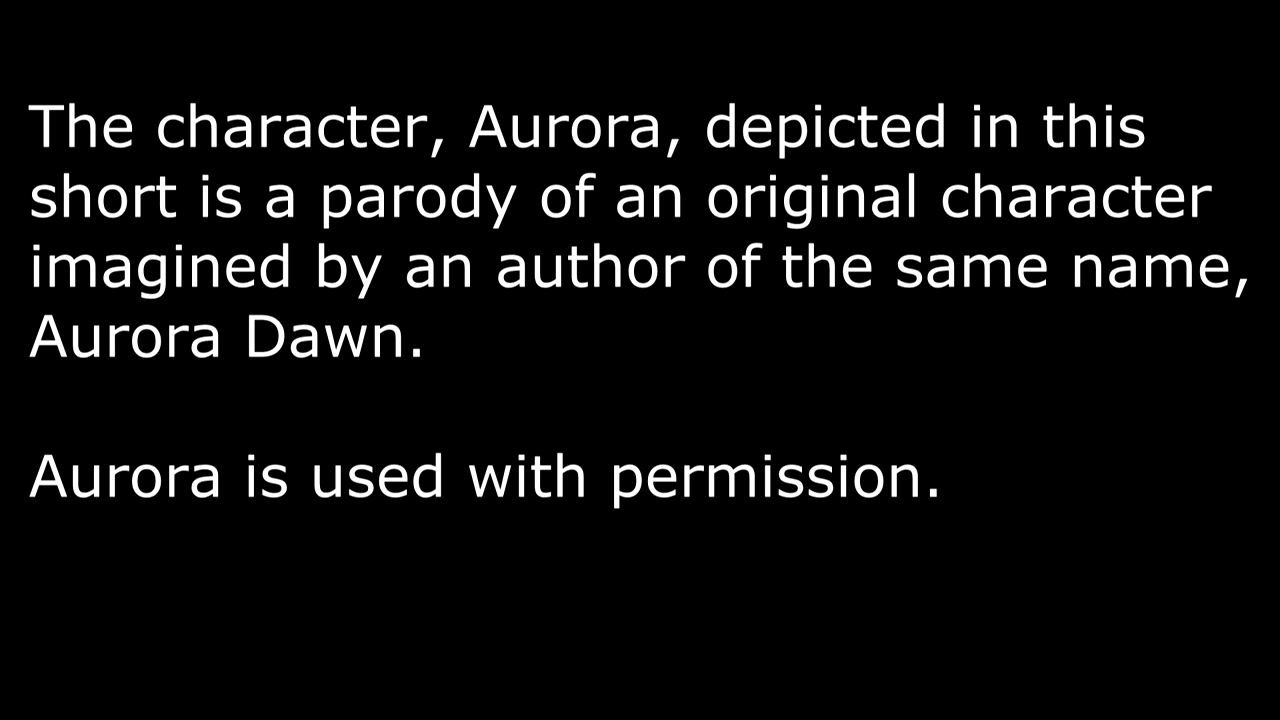 The character, Aurora, depicted in this
short is a parody of an original character
imagined by an author of the same name,
Aurora Dawn.
Aurora is used with permission.